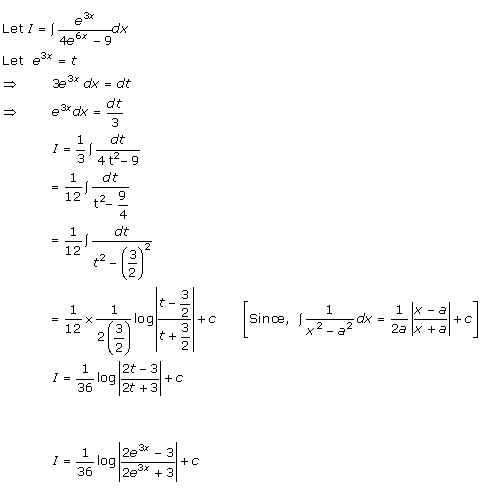 Let I = ∫ e^{3x}/(4e^{6x} − 9) dx
Let e^{3x} = t
⇒ 3e^{3x} dx = dt
⇒ e^{3x}dx = dt/3
I = 1/3 ∫ dt/(4 t² − 9)
= 1/12 ∫ dt/(t² − 9/4)
= 1/12 ∫ dt/(t² − (3/2)²)
= 1/12 × 1/(2(3/2)) log|(t − 3/2)/(t + 3/2)| + c [Since, ∫ 1/(x² − a²) dx = 1/2a |(x − a)/(x + a)| + c]
I = 1/36 log|(2t − 3)/(2t + 3)| + c
I = 1/36 log|(2e^{3x} − 3)/(2e^{3x} + 3)| + c